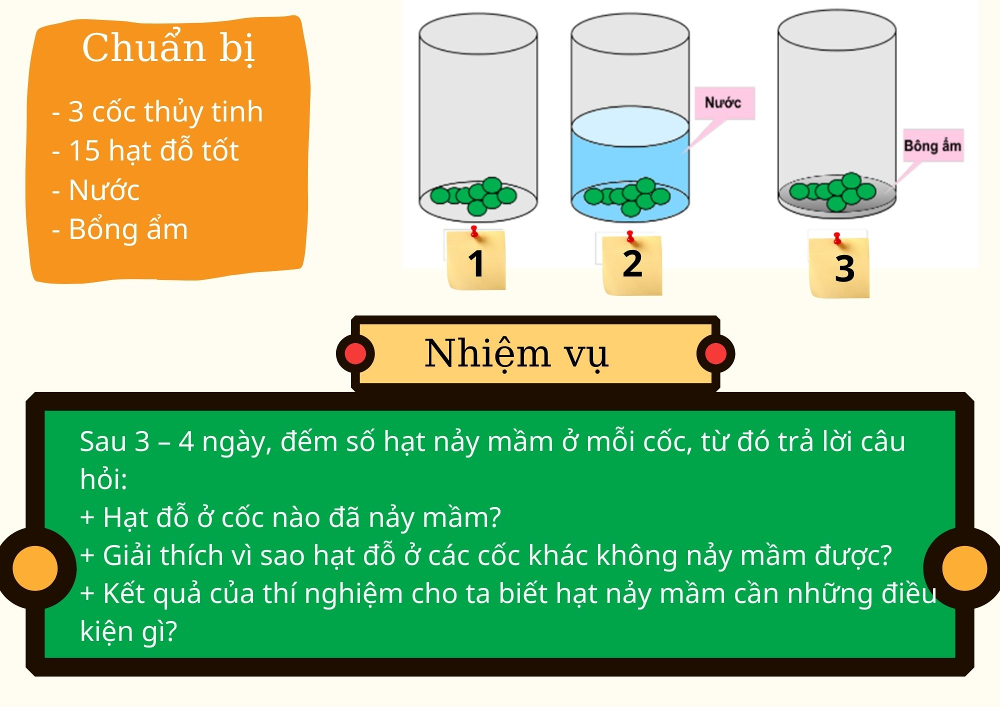 Chuẩn bị
- 3 cốc thủy tinh
- 15 hạt đỗ tốt
- Nước
- Bổng ẩm
Nước
Bông ẩm
1
2
3
Nhiệm vụ
Sau 3 – 4 ngày, đếm số hạt nảy mầm ở mỗi cốc, từ đó trả lời câu
hỏi:
+ Hạt đỗ ở cốc nào đã nảy mầm?
+ Giải thích vì sao hạt đỗ ở các cốc khác không nảy mầm được?
+ Kết quả của thí nghiệm cho ta biết hạt nảy mầm cần những điều
kiện gì?